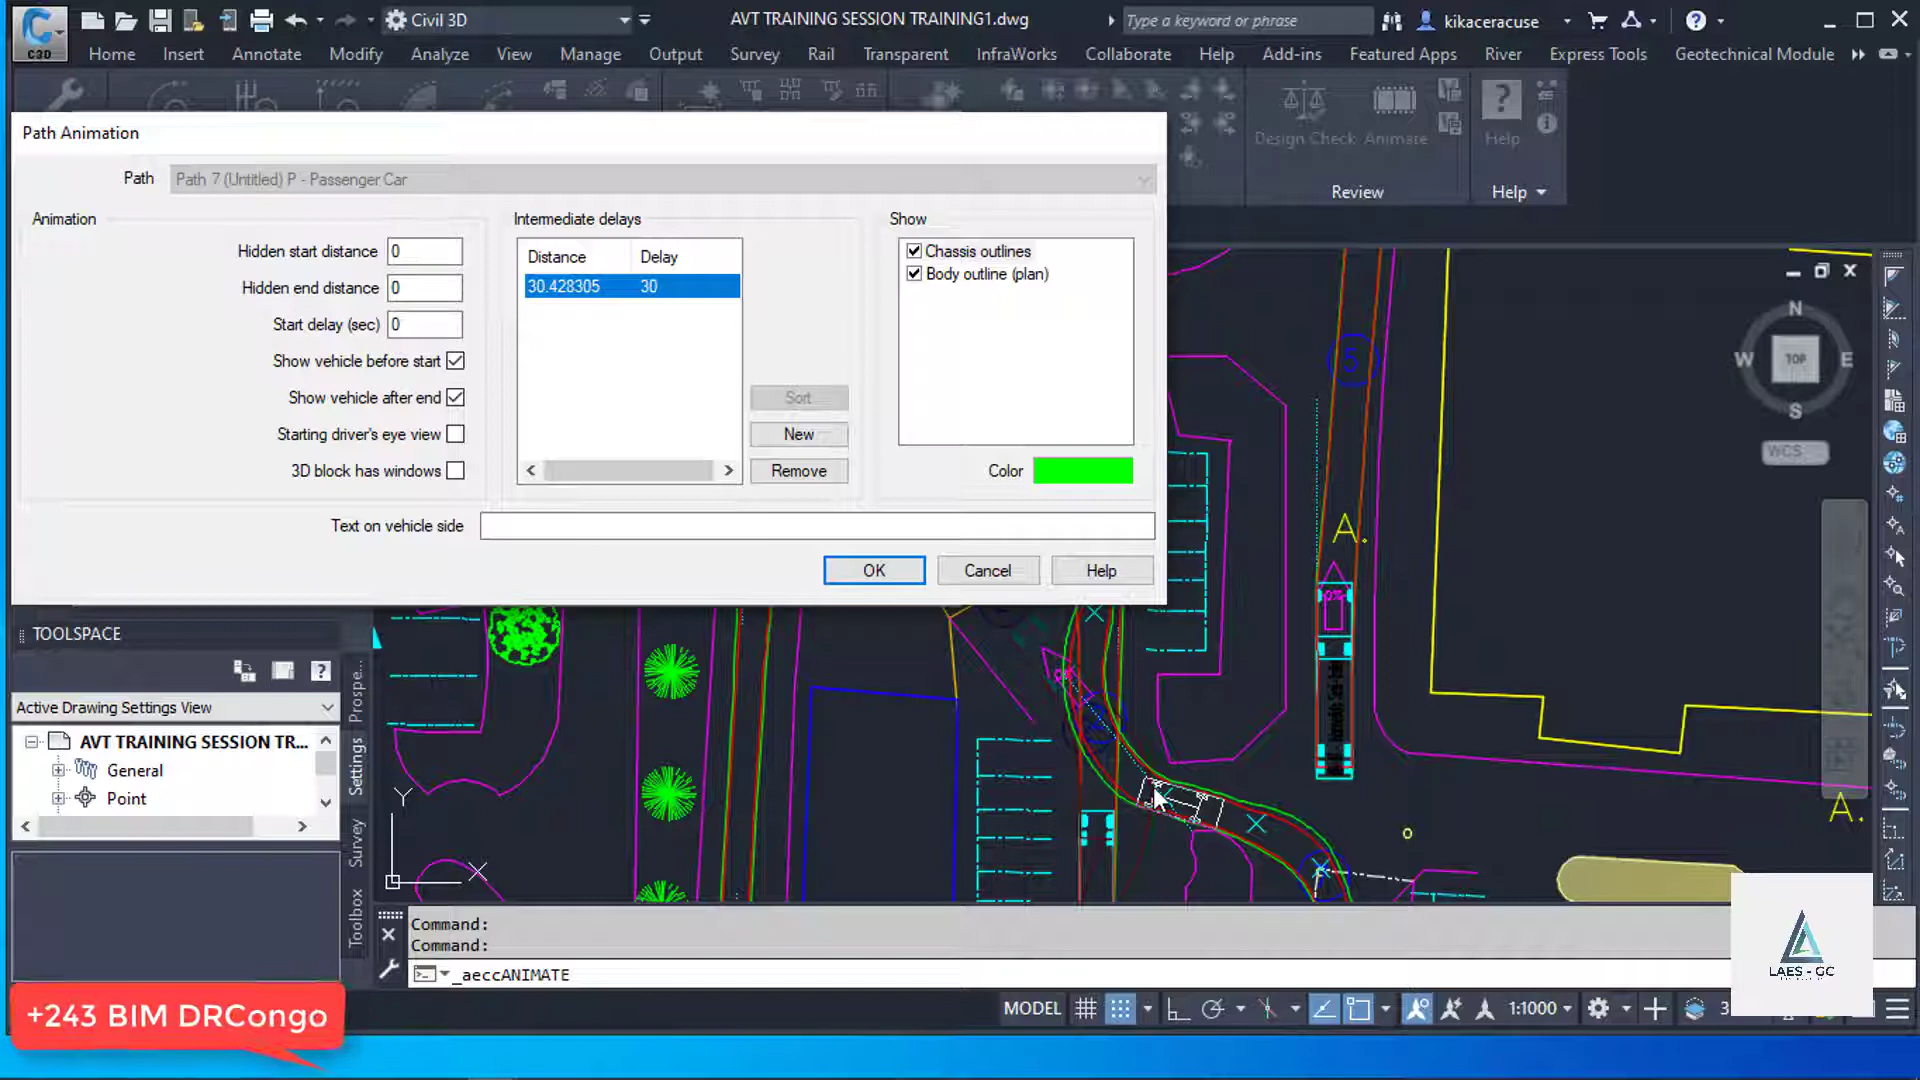 C3D
Civil 3D
AVT TRAINING SESSION TRAINING1.dwg
Type a keyword or phrase
kikaceracuse
Home Insert Annotate Modify Analyze View Manage Output Survey Rail Transparent InfraWorks Collaborate Help Add-ins Featured Apps River Express Tools Geotechnical Module
Design Check Animate Help
Review Help
Path Animation
Path Path 7 (Untitled) P - Passenger Car
Animation Intermediate delays Show
Hidden start distance 0
Hidden end distance 0
Start delay (sec) 0
Show vehicle before start
Show vehicle after end
Starting driver's eye view
3D block has windows
Distance Delay
30.428305 30
Sort
New
Remove
Chassis outlines
Body outline (plan)
Color
Text on vehicle side
OK Cancel Help
N
W TOP E
S
WCS
5
A.
0%
A.
TOOLSPACE
Active Drawing Settings View
AVT TRAINING SESSION TR...
General
Point
Prospe...
Settings
Survey
Toolbox
Y
X
Command:
Command:
_aeccANIMATE
MODEL
1:1000
3
LAES - GC
+243 BIM DRCongo